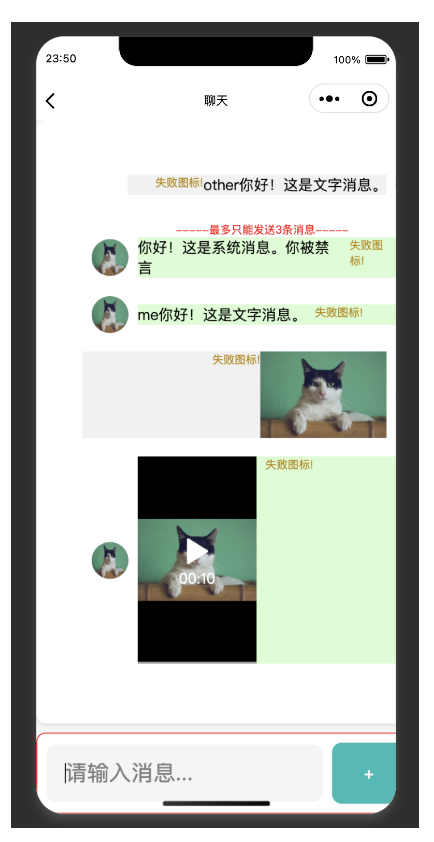 23:50
100%
聊天
失败图标!other你好！这是文字消息。
-----最多只能发送3条消息-----
你好！这是系统消息。你被禁言
失败图标!
me你好！这是文字消息。 失败图标!
失败图标!
失败图标!
00:10
请输入消息...
+